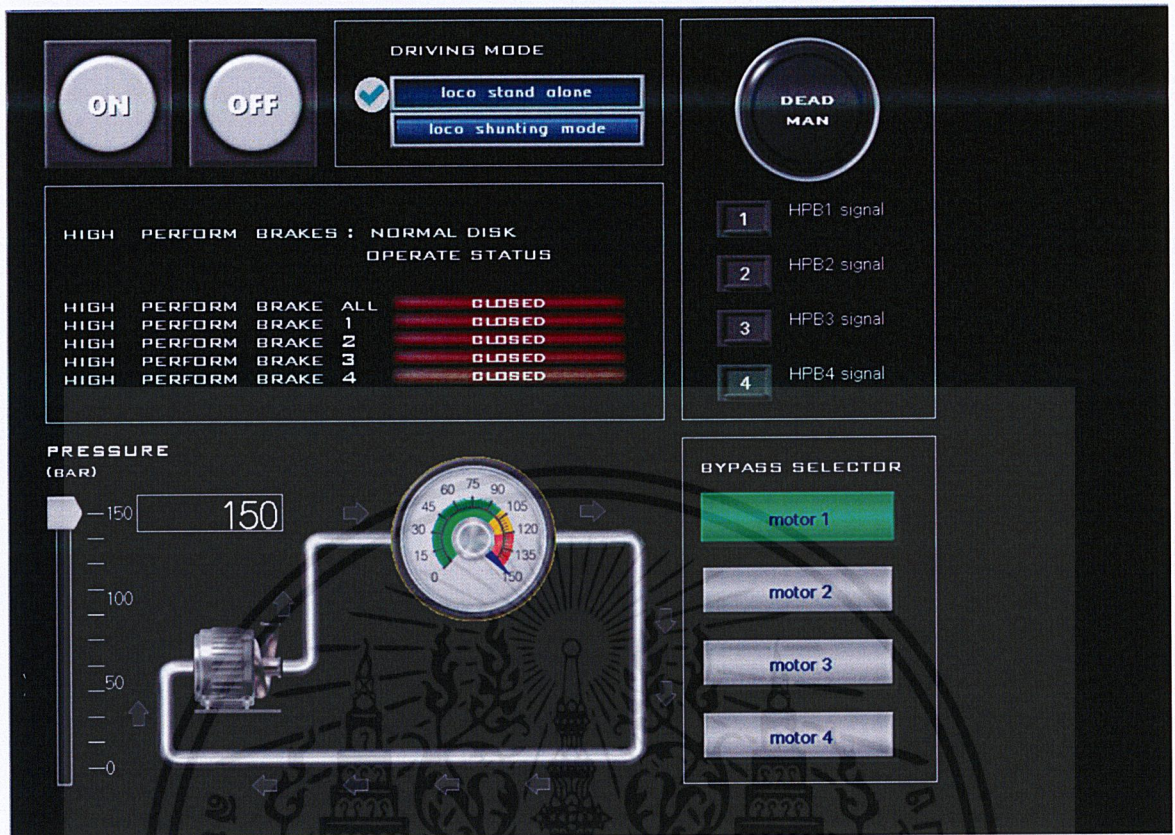 ON
OFF
DRIVING MODE
loco stand alone
loco shunting mode
DEAD
MAN
1 HPB1 signal
2 HPB2 signal
3 HPB3 signal
4 HPB4 signal
HIGH PERFORM BRAKES : NORMAL DISK
OPERATE STATUS
HIGH PERFORM BRAKE ALL CLOSED
HIGH PERFORM BRAKE 1 CLOSED
HIGH PERFORM BRAKE 2 CLOSED
HIGH PERFORM BRAKE 3 CLOSED
HIGH PERFORM BRAKE 4 CLOSED
PRESSURE
(BAR)
150
100
50
0
150
0
15
30
45
60
75
90
105
120
135
150
BYPASS SELECTOR
motor 1
motor 2
motor 3
motor 4